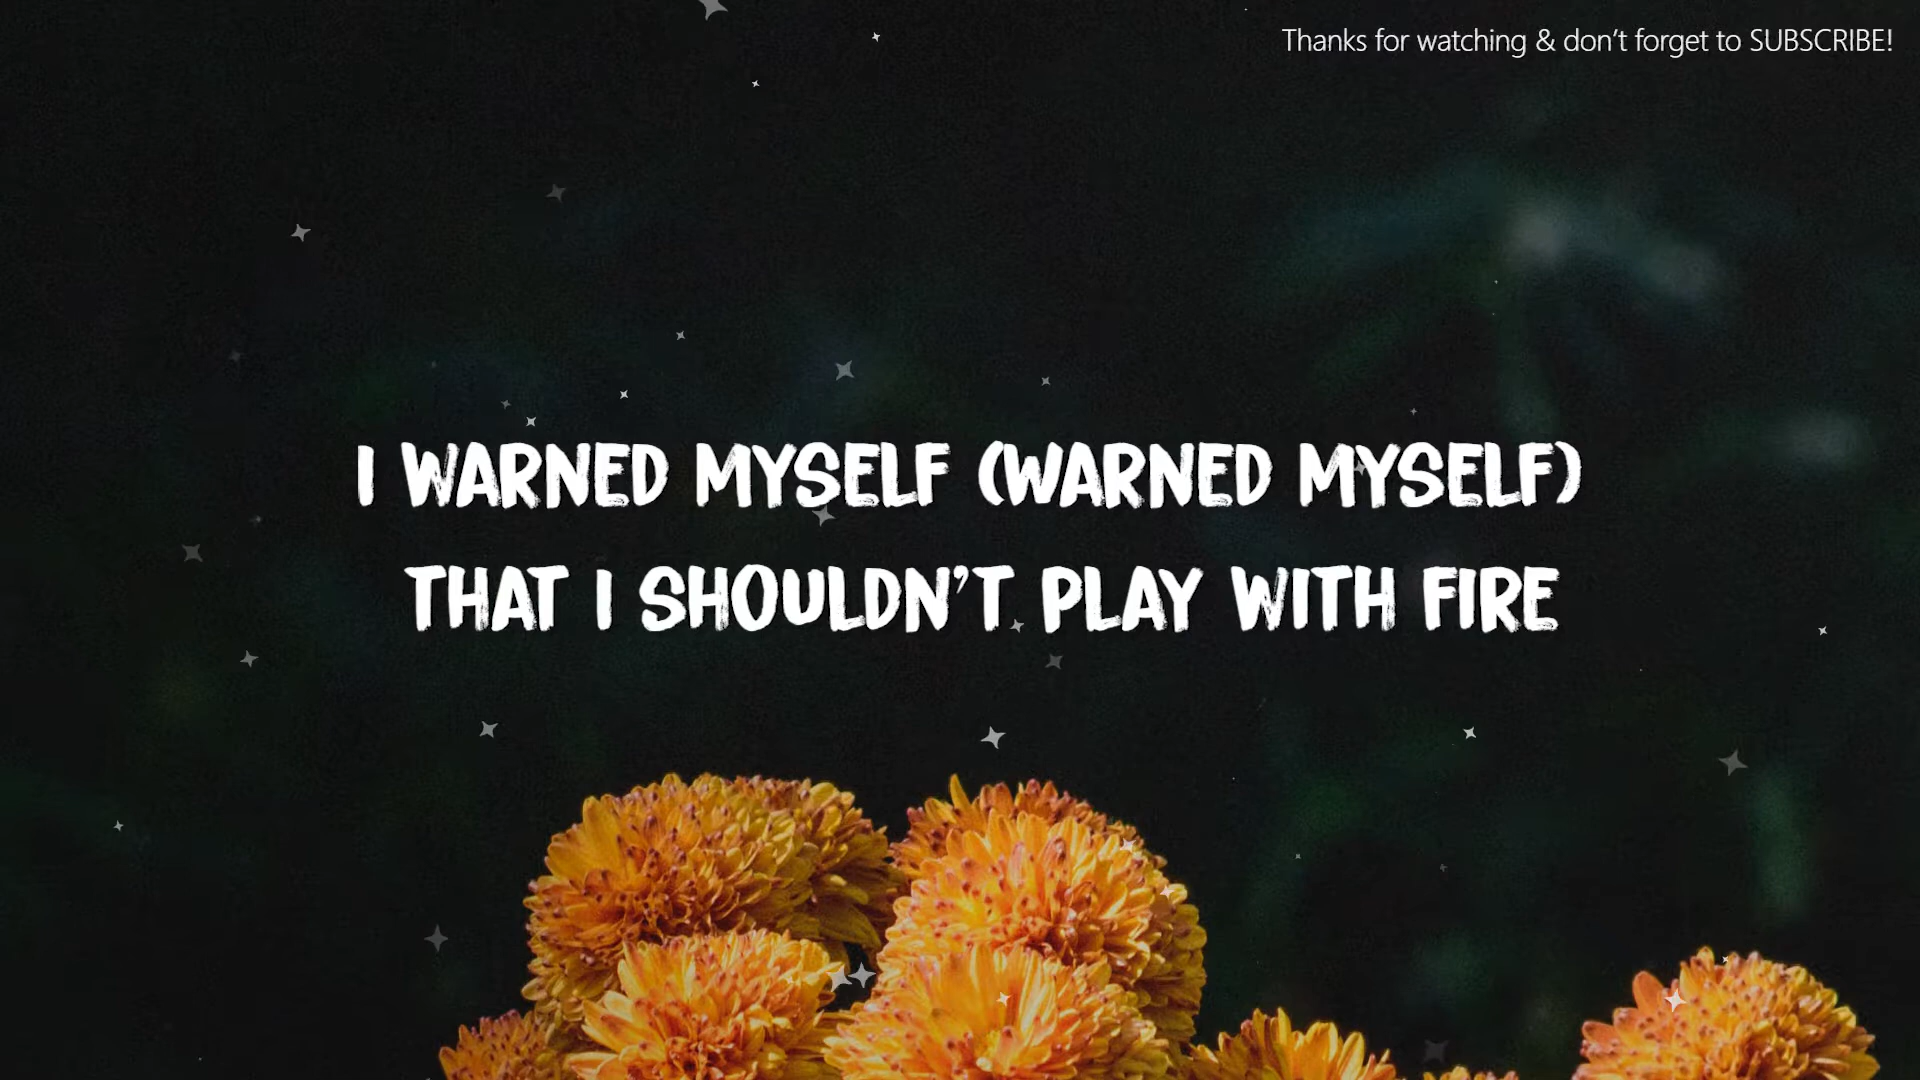 Thanks for watching & don't forget to SUBSCRIBE!
I WARNED MYSELF (WARNED MYSELF)
THAT I SHOULDN'T PLAY WITH FIRE